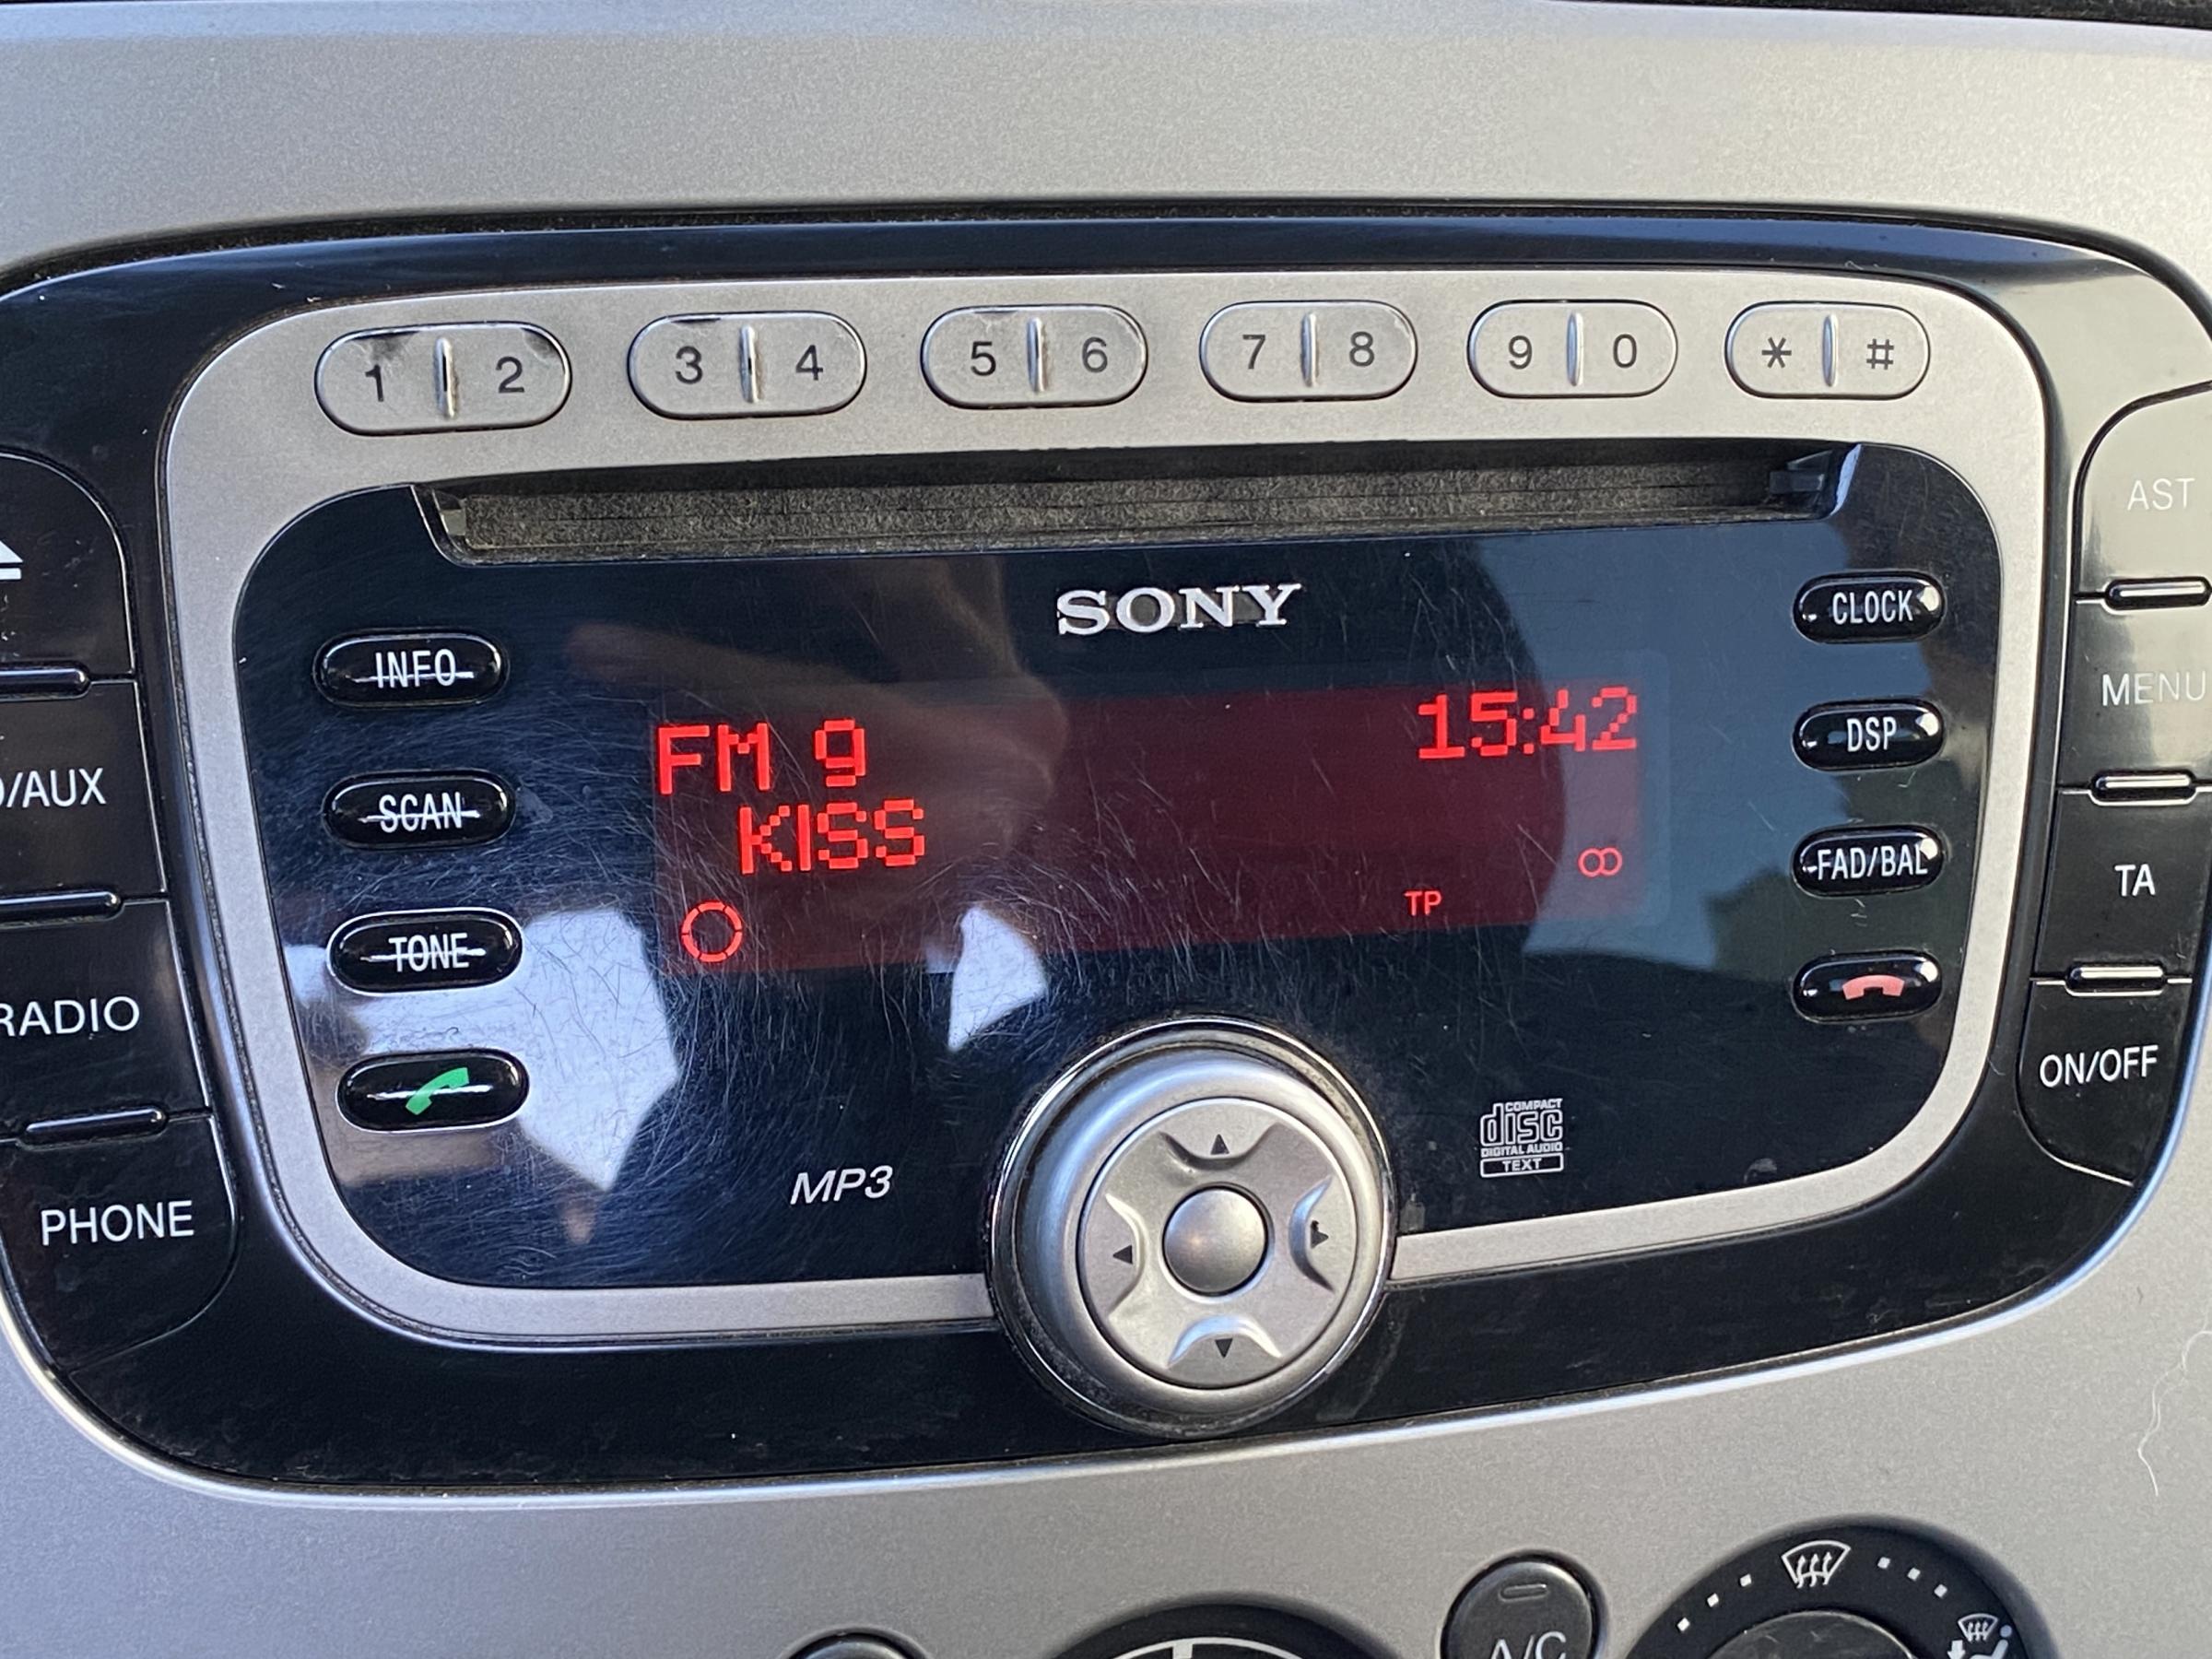 1 2 3 4 5 6 7 8 9 0 * #
SONY
INFO
SCAN
TONE
FM 9 15:42
KISS
TP
CLOCK
DSP
FAD/BAL
AST
MENU
TA
ON/OFF
/AUX
RADIO
PHONE
MP3
COMPACT
disc
DIGITAL AUDIO
TEXT
A/C